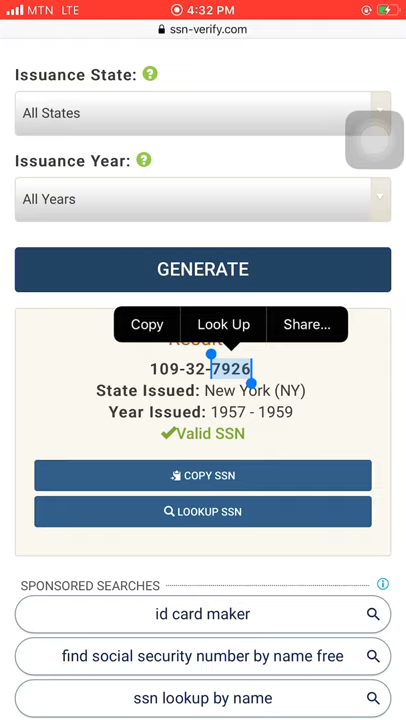 MTN LTE 4:32 PM
ssn-verify.com
Issuance State: ?
All States
Issuance Year: ?
All Years
GENERATE
Copy Look Up Share...
109-32-7926
State Issued: New York (NY)
Year Issued: 1957 - 1959
Valid SSN
COPY SSN
LOOKUP SSN
SPONSORED SEARCHES
id card maker
find social security number by name free
ssn lookup by name